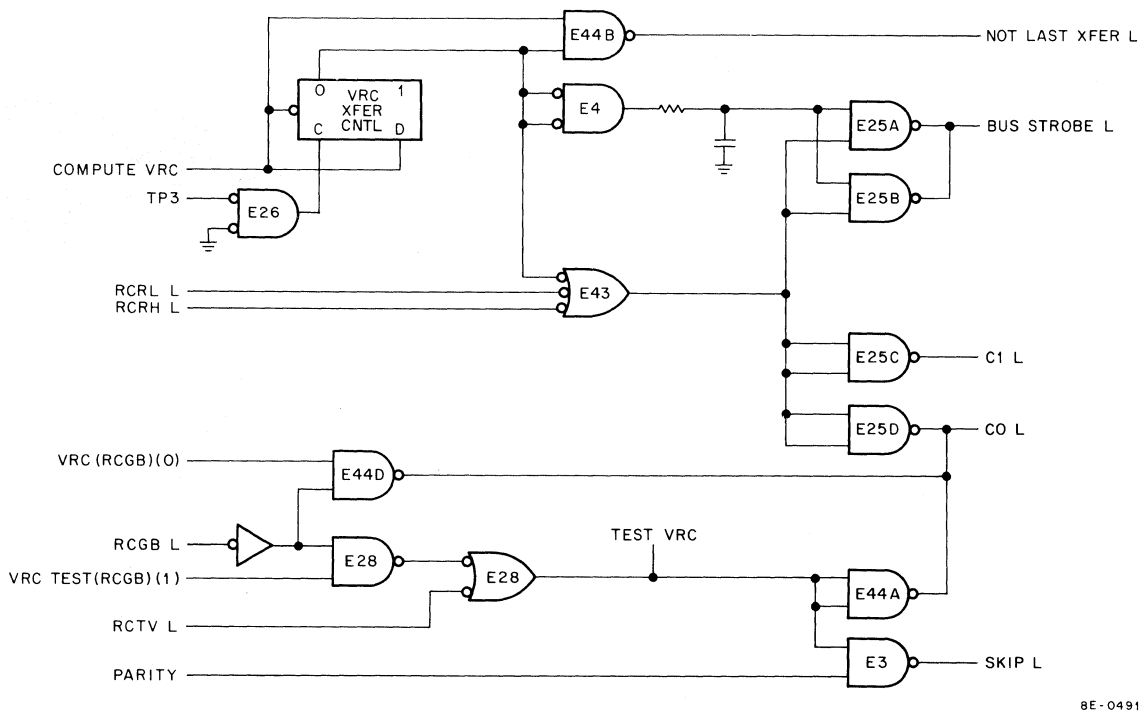 E44B
NOT LAST XFER L
O 1
VRC
XFER
CNTL
C D
E4
E25A
BUS STROBE L
COMPUTE VRC
TP3
E26
E25B
RCRL L
RCRH L
E43
E25C
C1 L
E25D
CO L
VRC (RCGB)(O)
E44D
RCGB L
E28
TEST VRC
VRC TEST(RCGB)(1)
E28
E44A
RCTV L
E3
SKIP L
PARITY
8E-0491